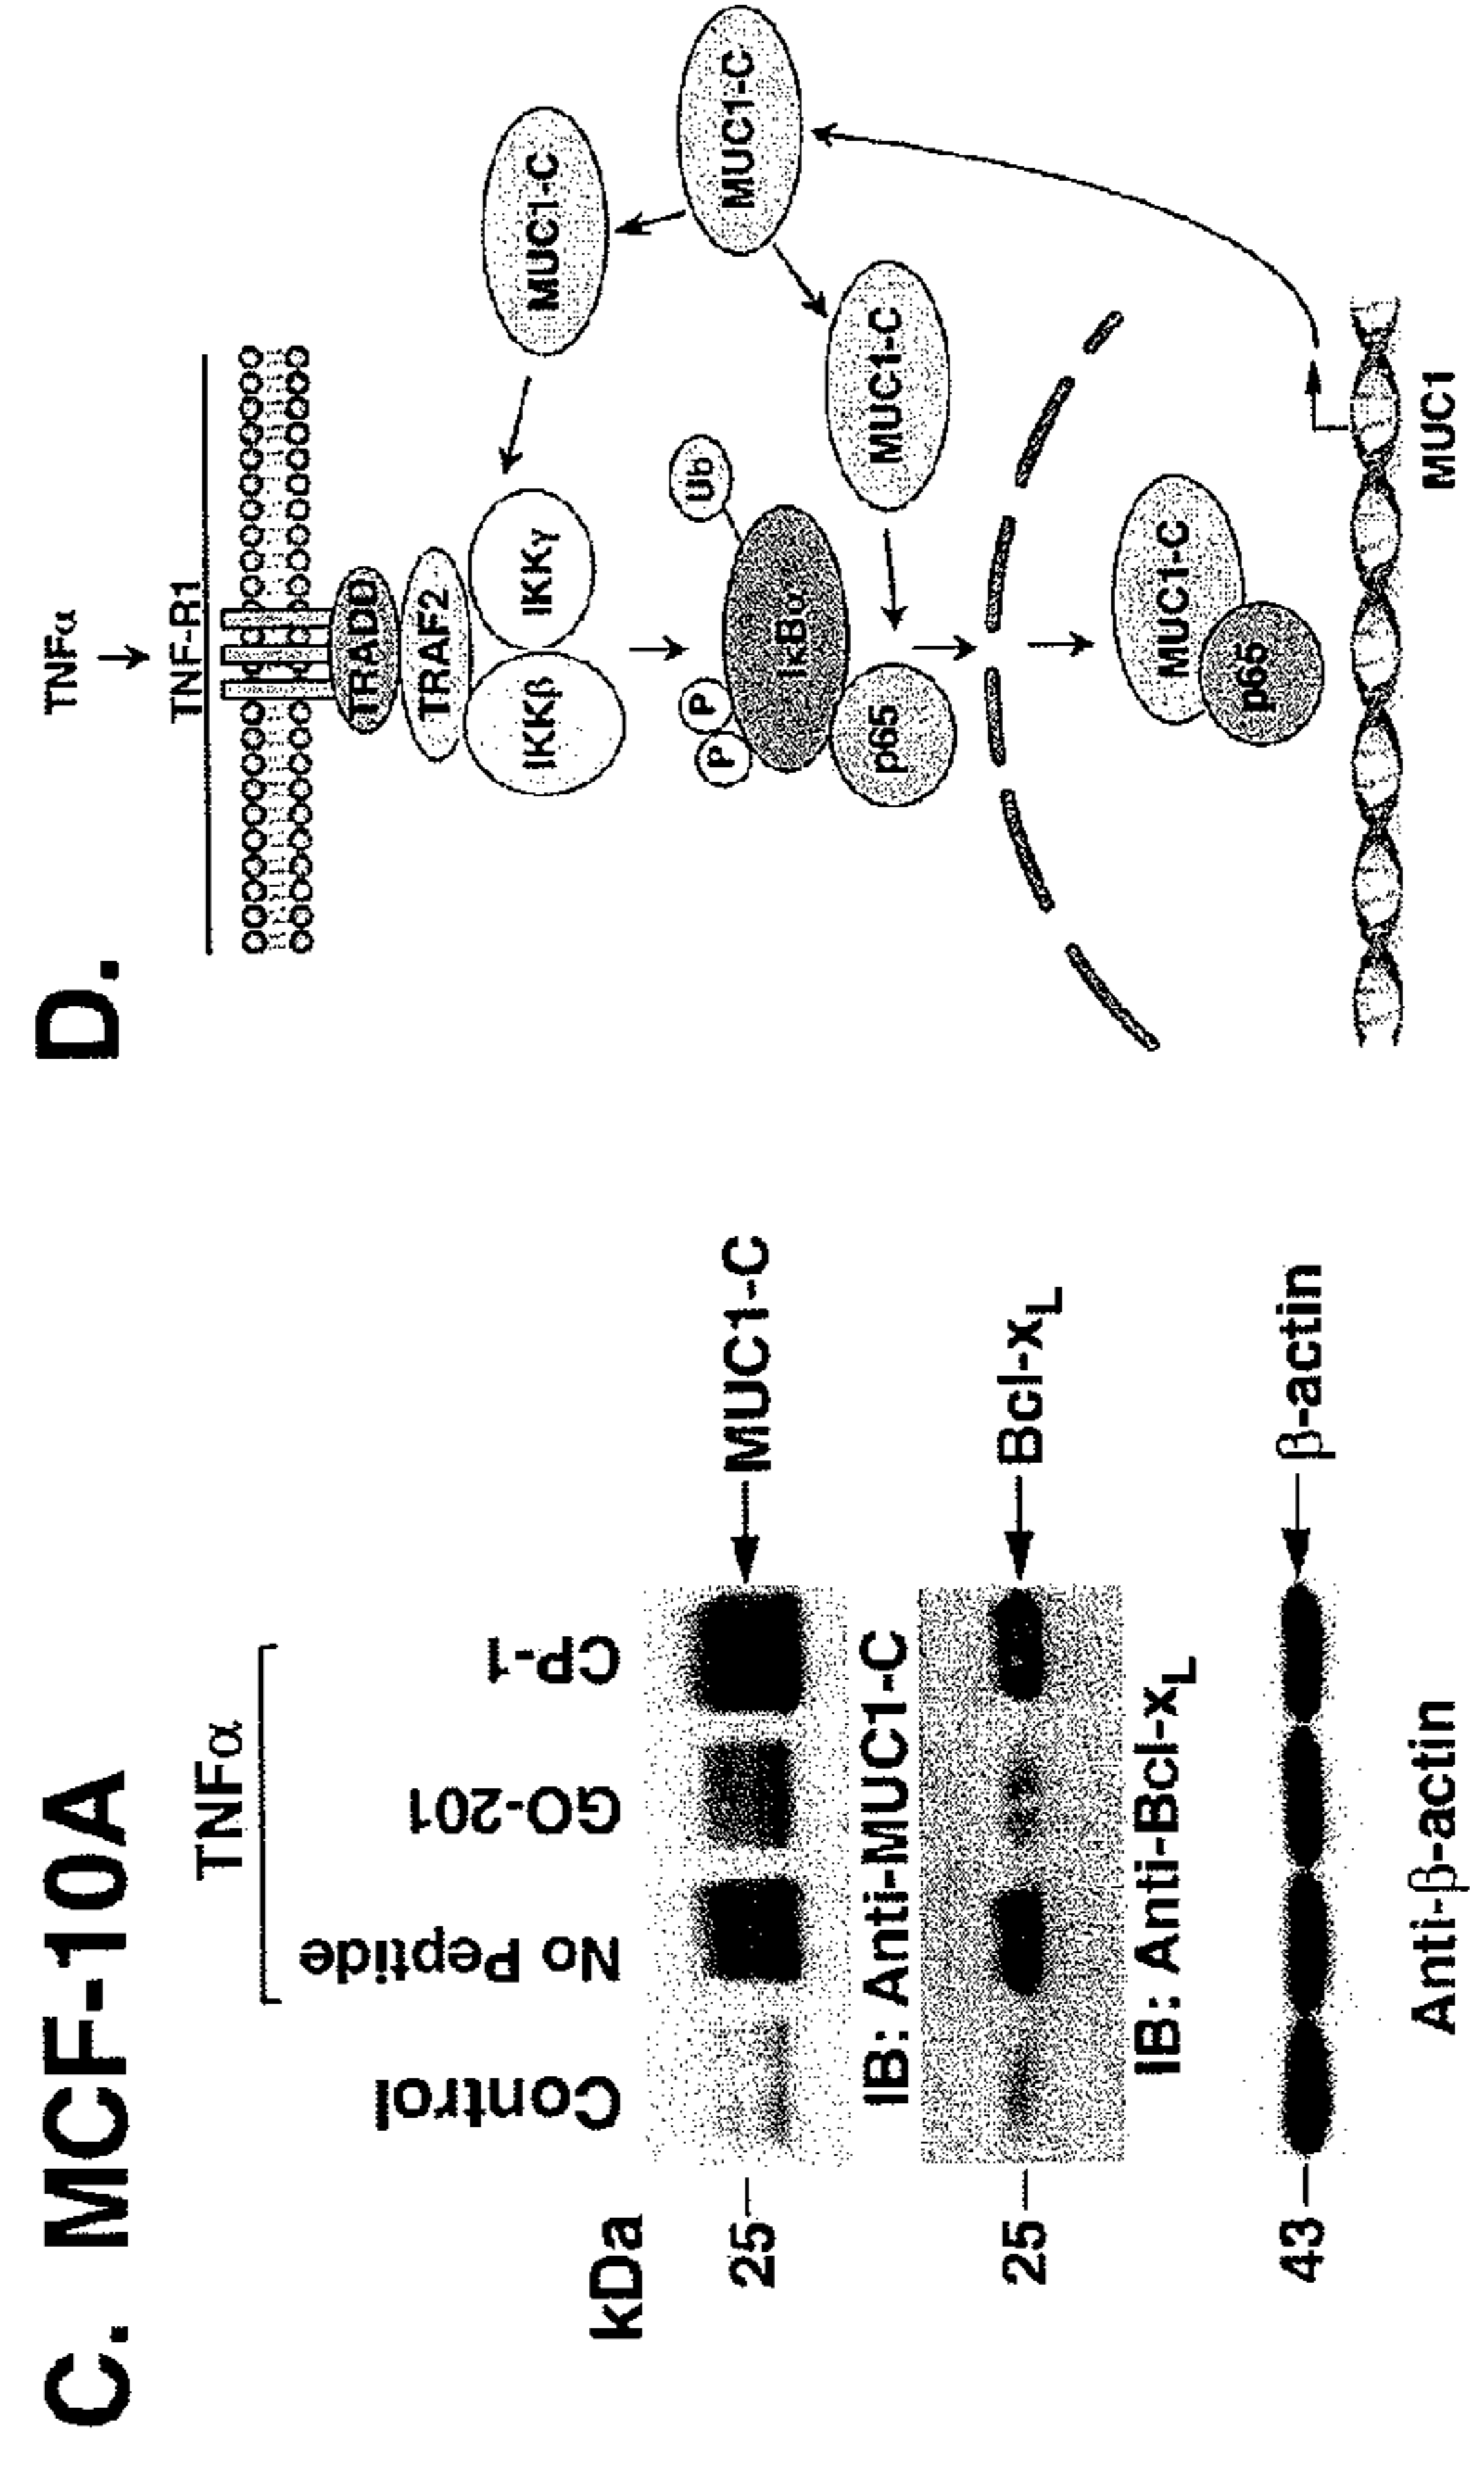 C. MCF-10A
TNFα
kDa
Control
No Peptide
GO-201
CP-1
25
MUC1-C
IB: Anti-MUC1-C
25
Bcl-xL
IB: Anti-Bcl-xL
43
β-actin
Anti-β-actin
D.
TNFα
TNF-R1
TRADD
TRAF2
IKKβ
IKKγ
MUC1-C
P
P
Ub
IκBα
MUC1-C
p65
MUC1-C
MUC1-C
p65
MUC1